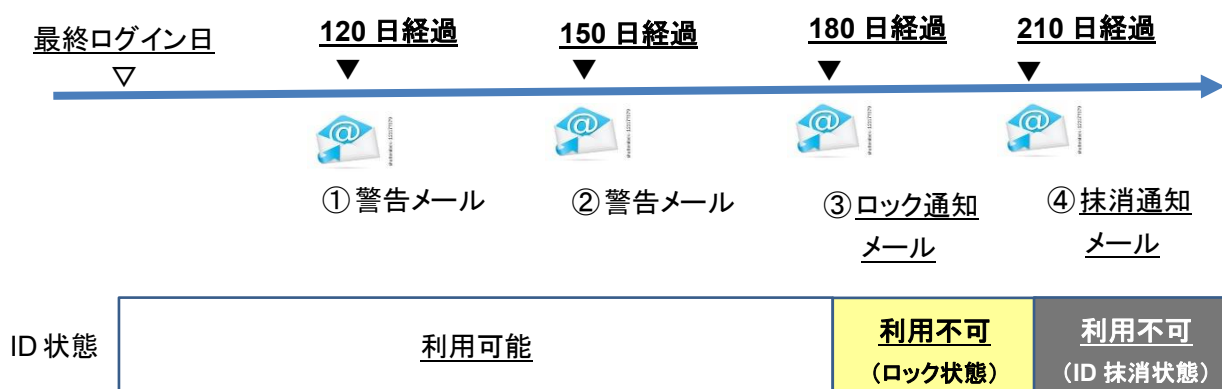 最終ログイン日
120 日経過
150 日経過
180 日経過
210 日経過
①警告メール
②警告メール
③ロック通知
メール
④抹消通知
メール
ID 状態
利用可能
利用不可
（ロック状態）
利用不可
（ID 抹消状態）